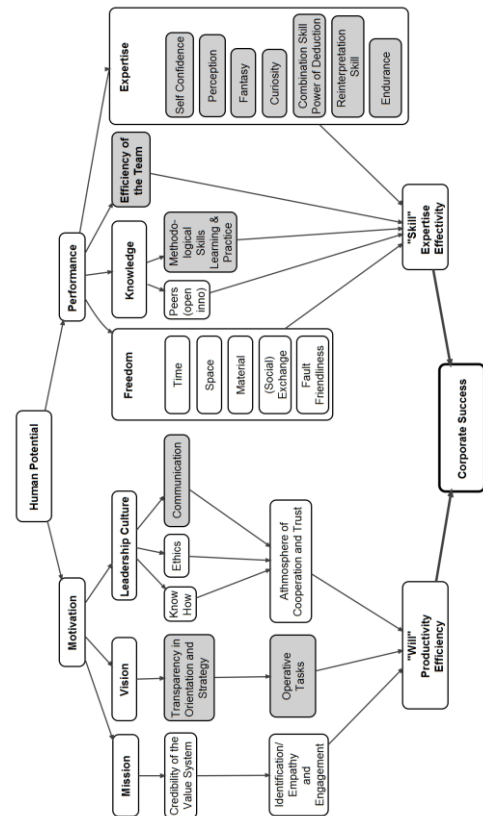 Human Potential
Motivation
Performance
Mission
Vision
Leadership Culture
Freedom
Knowledge
Efficiency of
the Team
Expertise
Credibility of the
Value System
Transparency in
Orientation and
Strategy
Know
How
Ethics
Communication
Time
Space
Material
(Social)
Exchange
Fault
Friendliness
Peers
(open
inno)
Methodo-
logical
Skills
Learning &
Practice
Self Confidence
Perception
Fantasy
Curiosity
Combination Skill
Power of Deduction
Reinterpretation
Skill
Endurance
Identification/
Empathy
and
Engagement
Operative
Tasks
Athmosphere of
Cooperation and Trust
"Will"
Productivity
Efficiency
"Skill"
Expertise
Effectivity
Corporate Success